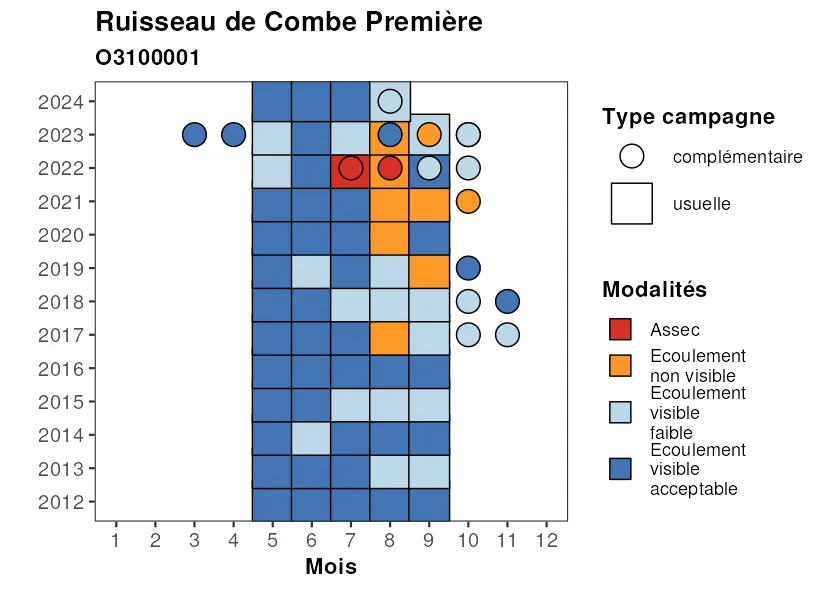 Ruisseau de Combe Première
O3100001
2024
2023
2022
2021
2020
2019
2018
2017
2016
2015
2014
2013
2012
1 2 3 4 5 6 7 8 9 10 11 12
Mois
Type campagne
complémentaire
usuelle
Modalités
Assec
Ecoulement
non visible
Ecoulement
visible
faible
Ecoulement
visible
acceptable